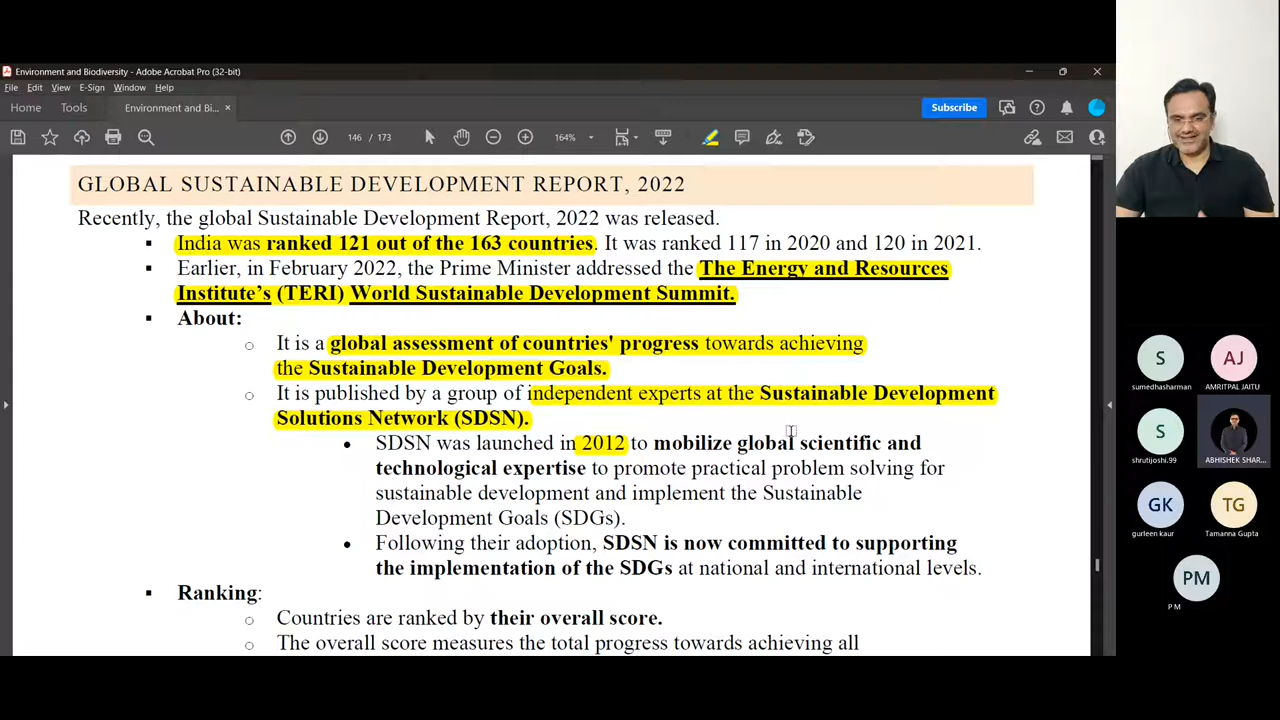 Environment and Biodiversity - Adobe Acrobat Pro (32-bit)
File Edit View E-Sign Window Help
Home Tools Environment and Bi... × Subscribe
146 / 173 164%
GLOBAL SUSTAINABLE DEVELOPMENT REPORT, 2022
Recently, the global Sustainable Development Report, 2022 was released.
▪ India was ranked 121 out of the 163 countries. It was ranked 117 in 2020 and 120 in 2021.
▪ Earlier, in February 2022, the Prime Minister addressed the The Energy and Resources
Institute's (TERI) World Sustainable Development Summit.
▪ About:
○ It is a global assessment of countries' progress towards achieving
the Sustainable Development Goals.
○ It is published by a group of independent experts at the Sustainable Development
Solutions Network (SDSN).
• SDSN was launched in 2012 to mobilize global scientific and
technological expertise to promote practical problem solving for
sustainable development and implement the Sustainable
Development Goals (SDGs).
• Following their adoption, SDSN is now committed to supporting
the implementation of the SDGs at national and international levels.
▪ Ranking:
○ Countries are ranked by their overall score.
○ The overall score measures the total progress towards achieving all
S AJ
sumedhasharman AMRITPAL JAITU
S
shrutijoshi.99 ABHISHEK SHAR...
GK TG
gurleen kaur Tamanna Gupta
PM
P M